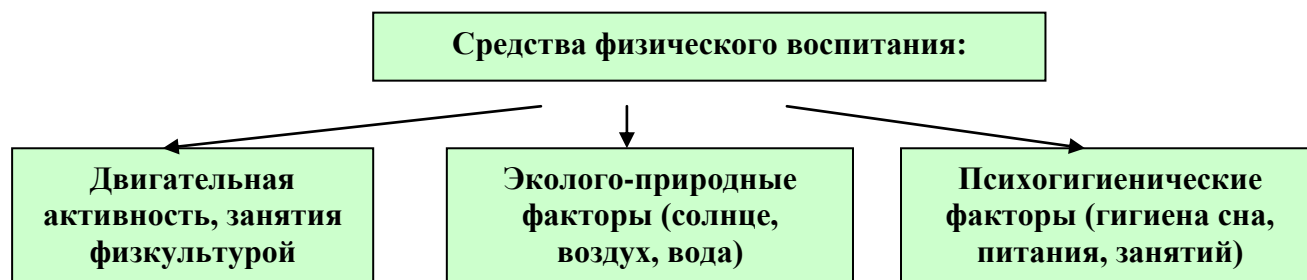 Средства физического воспитания:
Двигательная
активность, занятия
физкультурой
Эколого-природные
факторы (солнце,
воздух, вода)
Психогигиенические
факторы (гигиена сна,
питания, занятий)